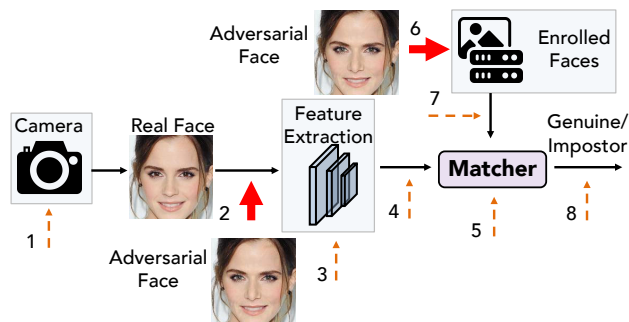 Adversarial
Face
6
Enrolled
Faces
7
Camera
Real Face
Feature
Extraction
Genuine/
Impostor
Matcher
1
2
3
4
5
8
Adversarial
Face